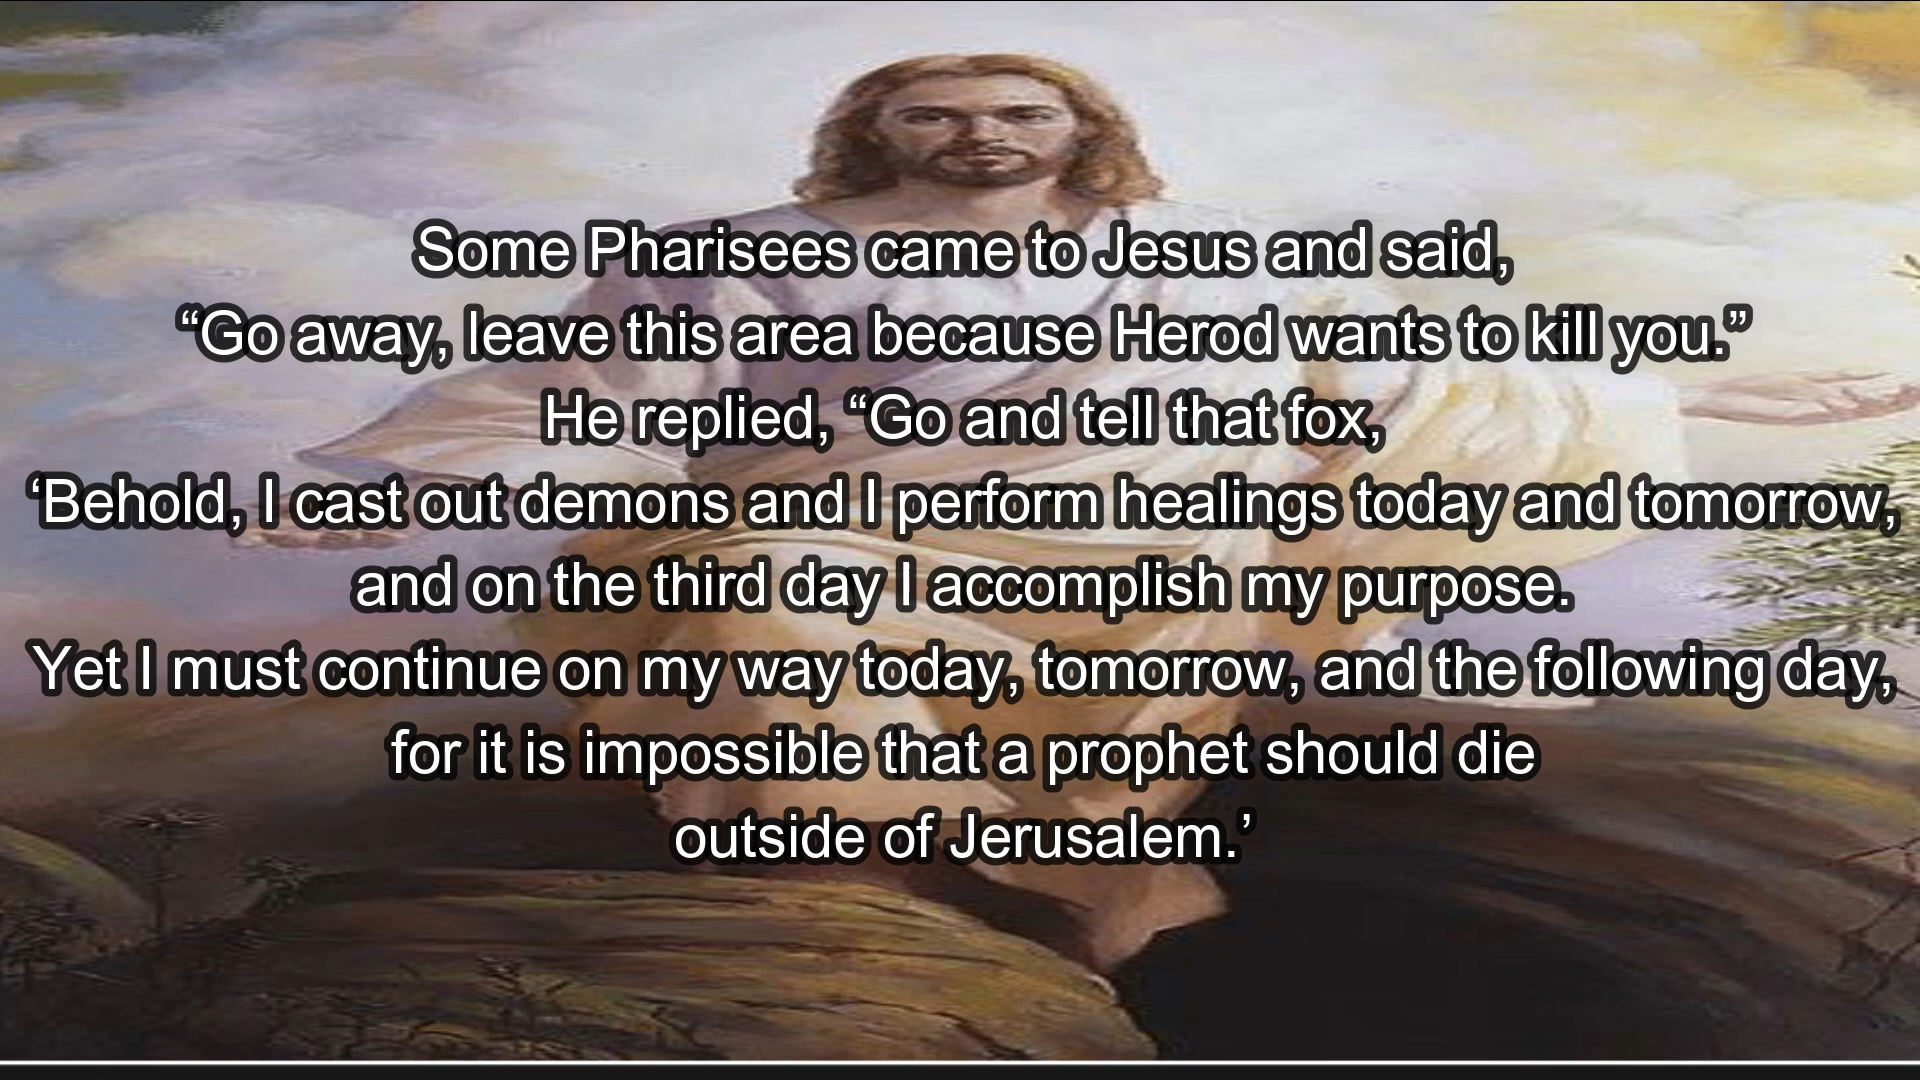 Some Pharisees came to Jesus and said,
“Go away, leave this area because Herod wants to kill you.”
He replied, “Go and tell that fox,
‘Behold, I cast out demons and I perform healings today and tomorrow,
and on the third day I accomplish my purpose.
Yet I must continue on my way today, tomorrow, and the following day,
for it is impossible that a prophet should die
outside of Jerusalem.’